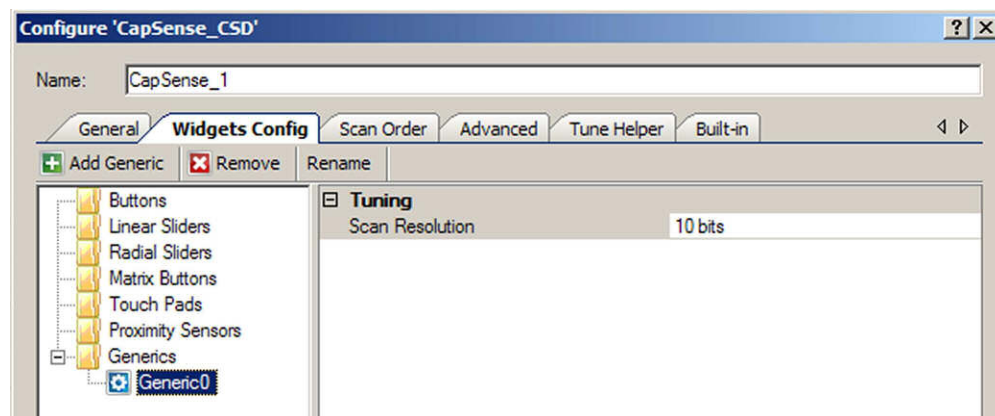 Configure 'CapSense_CSD'
Name: CapSense_1
General Widgets Config Scan Order Advanced Tune Helper Built-in
Add Generic Remove Rename
Buttons
Linear Sliders
Radial Sliders
Matrix Buttons
Touch Pads
Proximity Sensors
Generics
Generic0
Tuning
Scan Resolution 10 bits